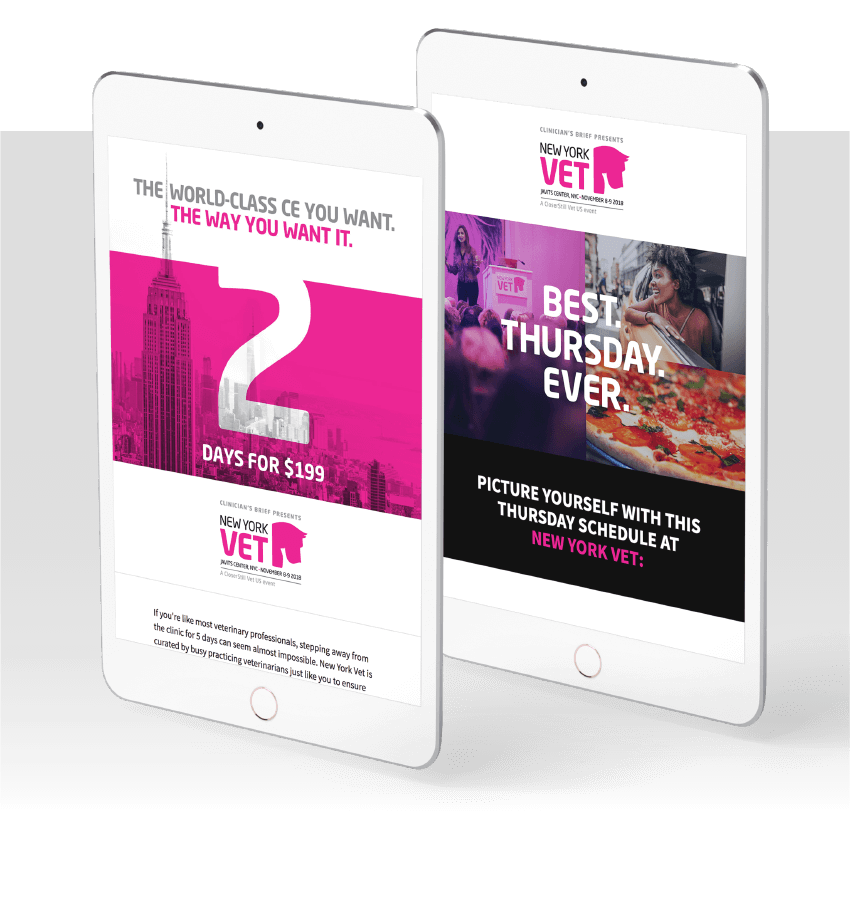 THE WORLD-CLASS CE YOU WANT.
THE WAY YOU WANT IT.
2
DAYS FOR $199
CLINICIAN'S BRIEF PRESENTS
NEW YORK
VET
JAVITS CENTER, NYC–NOVEMBER 8-9 2018
A CloserStill Vet US event
If you're like most veterinary professionals, stepping away from
the clinic for 5 days can seem almost impossible. New York Vet is
curated by busy practicing veterinarians just like you to ensure
CLINICIAN'S BRIEF PRESENTS
NEW YORK
VET
JAVITS CENTER, NYC–NOVEMBER 8-9 2018
A CloserStill Vet US event
NEW YORK
VET
BEST.
THURSDAY.
EVER.
PICTURE YOURSELF WITH THIS
THURSDAY SCHEDULE AT
NEW YORK VET: